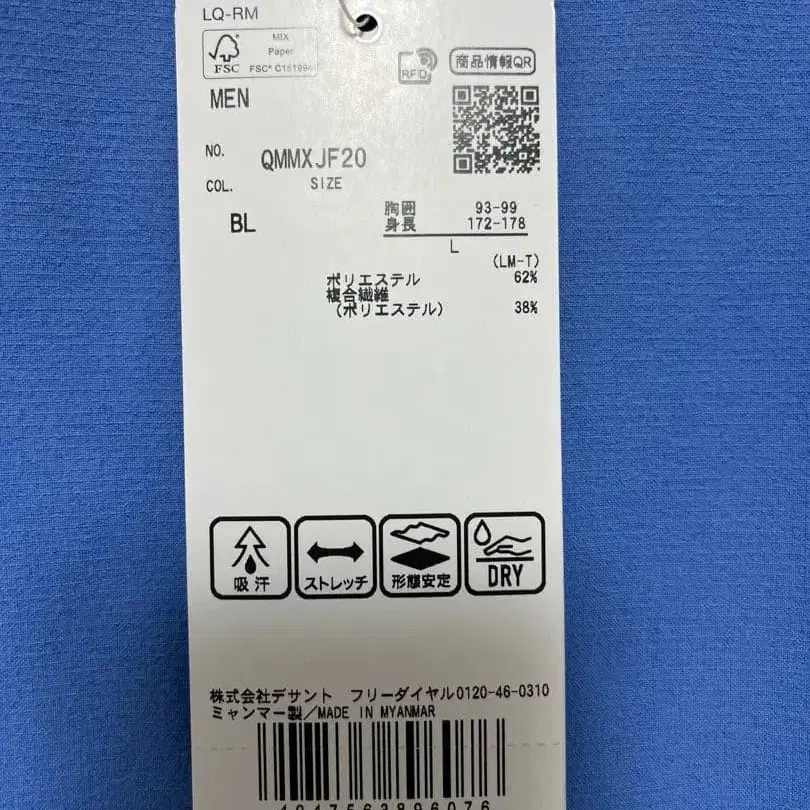 LQ-RM
MIX
Paper
FSC
FSC® C161994
RFID
商品情報QR
MEN
NO.
QMMXJF20
COL.
SIZE
BL
胸囲 93-99
身長 172-178
L
(LM-T)
ポリエステル 62%
複合繊維
(ポリエステル) 38%
吸汗
ストレッチ
形態安定
DRY
株式会社デサント フリーダイヤル0120-46-0310
ミャンマー製/MADE IN MYANMAR